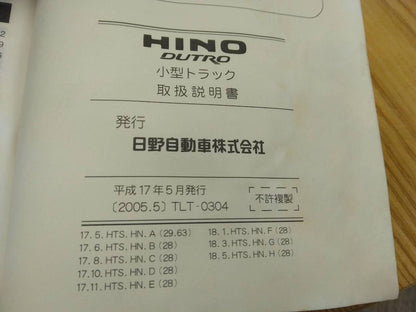 2
9
6
HINO
DUTRO
小型トラック
取扱説明書
発行
日野自動車株式会社
平成17年5月発行
(2005.5) TLT-0304
不許複製
17. 5. HTS. HN. A (29.63)
17. 6. HTS. HN. B (28)
17. 8. HTS. HN. C (28)
17.10. HTS. HN. D (28)
17.11. HTS. HN. E (28)
18. 1. HTS. HN. F (28)
18. 3. HTS. HN. G (28)
18. 5. HTS. HN. H (28)